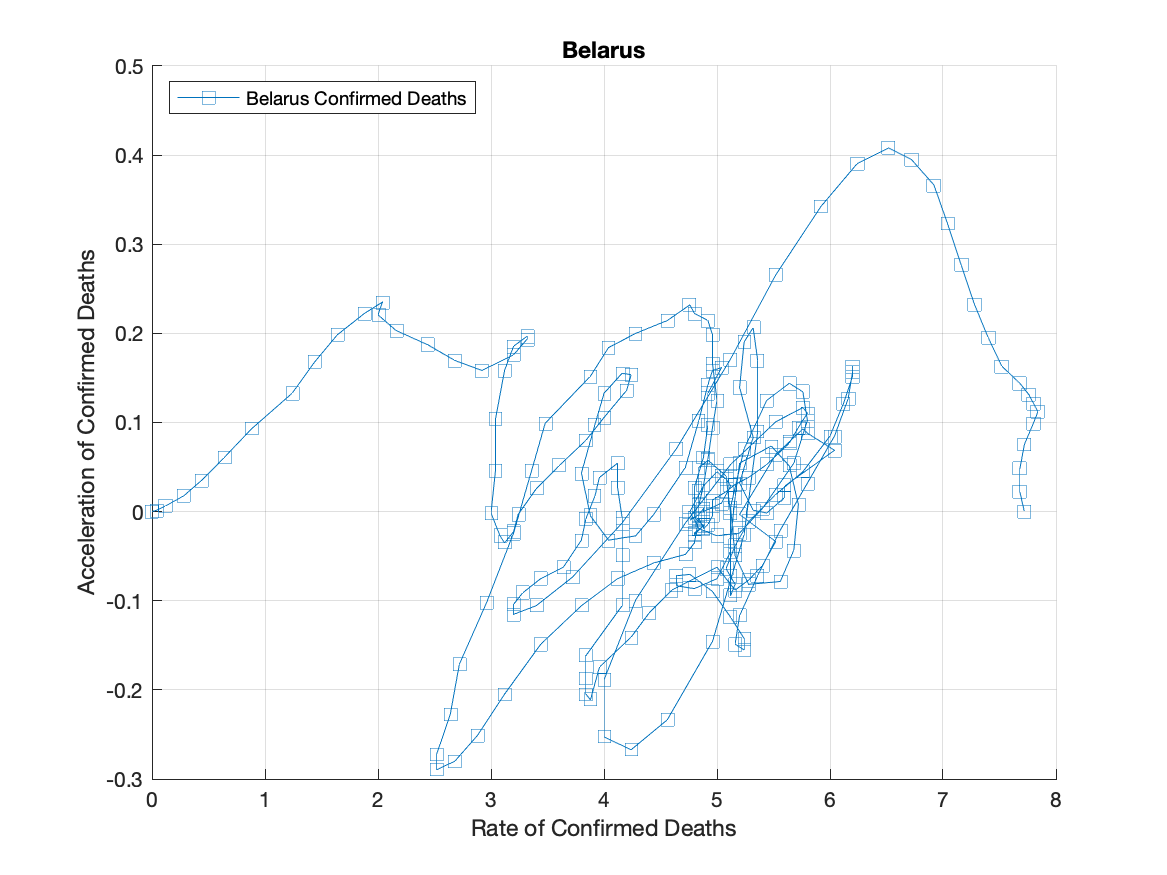 Belarus
Belarus Confirmed Deaths
Acceleration of Confirmed Deaths
0.5
0.4
0.3
0.2
0.1
0
-0.1
-0.2
-0.3
0 1 2 3 4 5 6 7 8
Rate of Confirmed Deaths